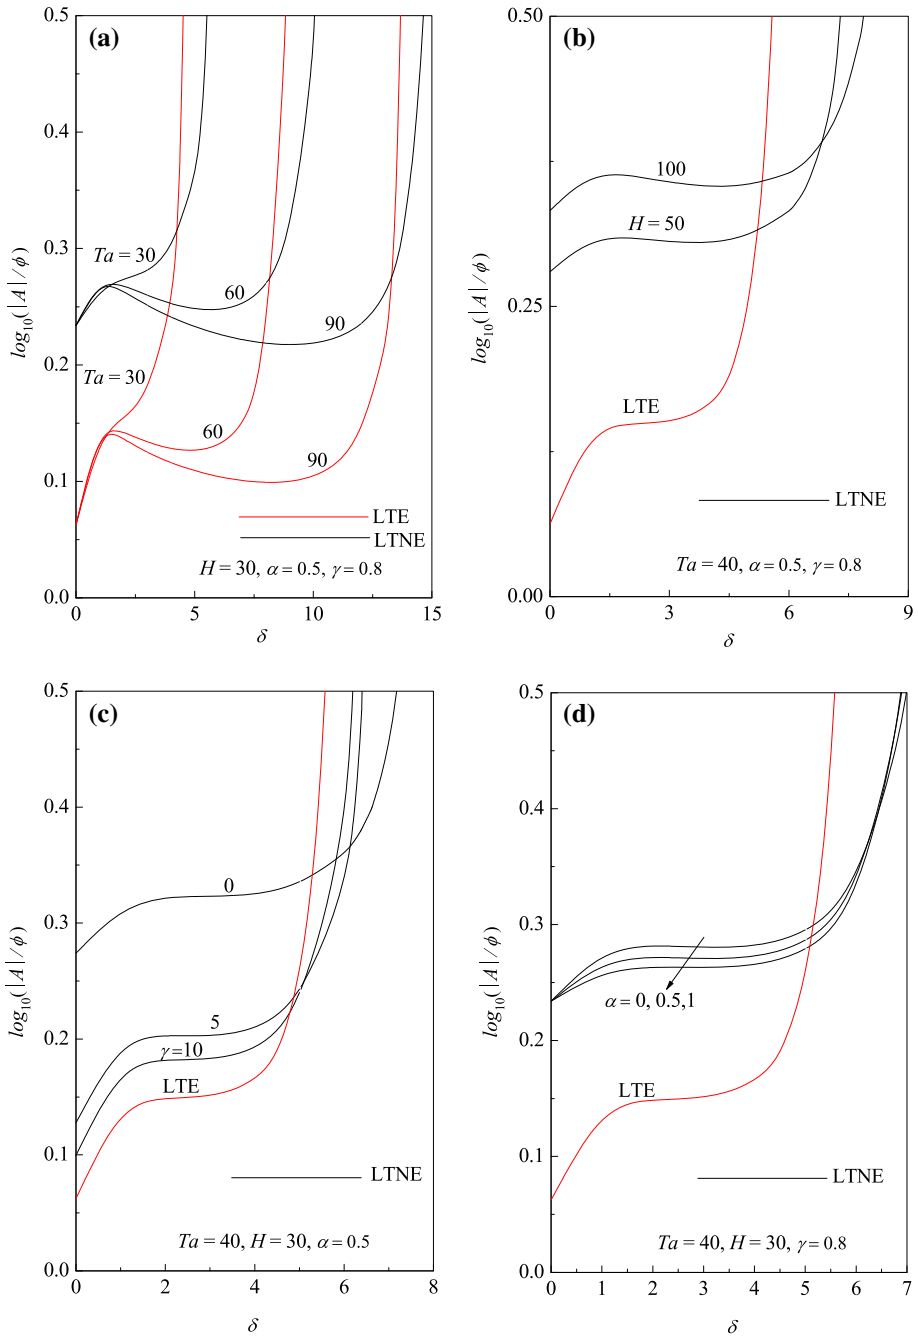 (a)
0.5
0.4
0.3
0.2
0.1
0.0
log10(|A|/ϕ)
Ta = 30
60
90
Ta = 30
60
90
LTE
LTNE
H = 30, α = 0.5, γ = 0.8
0 5 10 15
δ
(b)
0.50
0.25
0.00
log10(|A|/ϕ)
100
H = 50
LTE
LTNE
Ta = 40, α = 0.5, γ = 0.8
0 3 6 9
δ
(c)
0.5
0.4
0.3
0.2
0.1
0.0
log10(|A|/ϕ)
0
5
γ=10
LTE
LTNE
Ta = 40, H = 30, α = 0.5
0 2 4 6 8
δ
(d)
0.5
0.4
0.3
0.2
0.1
0.0
log10(|A|/ϕ)
α = 0, 0.5,1
LTE
LTNE
Ta = 40, H = 30, γ = 0.8
0 1 2 3 4 5 6 7
δ